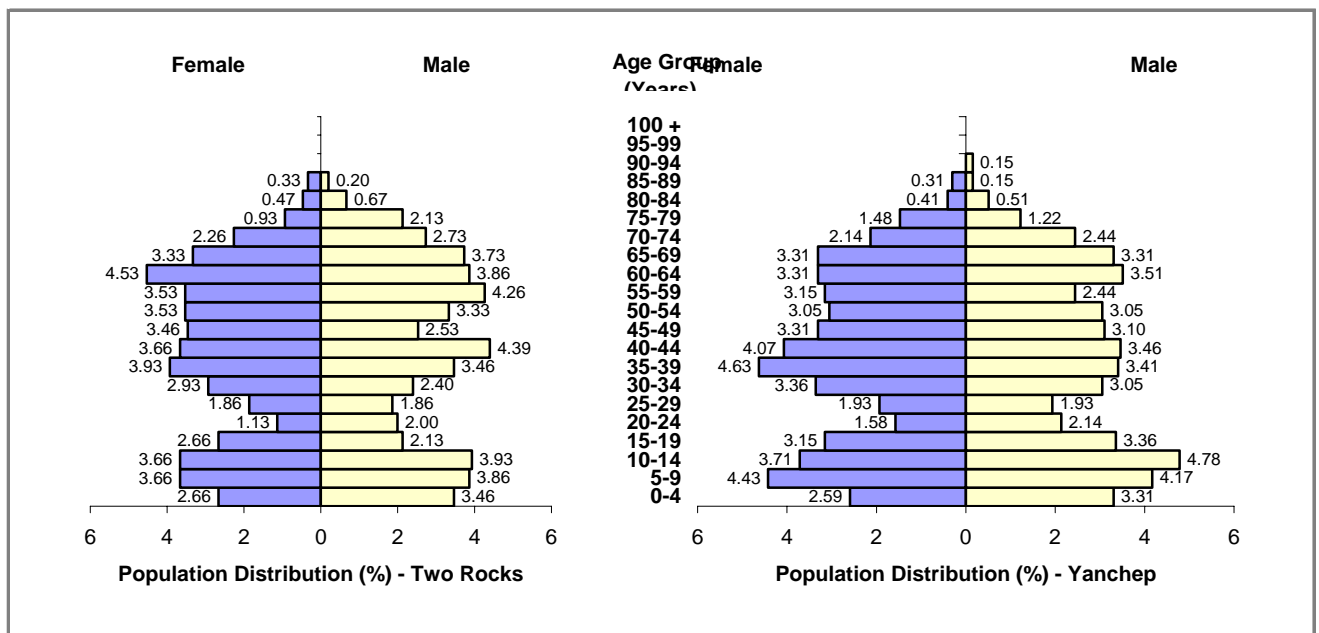 Female Male Age Group Female Male
(Years)
100 +
95-99
90-94 0.15
0.33 0.20 85-89 0.31 0.15
0.47 0.67 80-84 0.41 0.51
0.93 2.13 75-79 1.48 1.22
2.26 2.73 70-74 2.14 2.44
3.33 3.73 65-69 3.31 3.31
4.53 3.86 60-64 3.31 3.51
3.53 4.26 55-59 3.15 2.44
3.53 3.33 50-54 3.05 3.05
3.46 2.53 45-49 3.31 3.10
3.66 4.39 40-44 4.07 3.46
3.93 3.46 35-39 4.63 3.41
2.93 2.40 30-34 3.36 3.05
1.86 1.86 25-29 1.93 1.93
1.13 2.00 20-24 1.58 2.14
2.66 2.13 15-19 3.15 3.36
3.66 3.93 10-14 3.71 4.78
3.66 3.86 5-9 4.43 4.17
2.66 3.46 0-4 2.59 3.31
6 4 2 0 2 4 6 6 4 2 0 2 4 6
Population Distribution (%) - Two Rocks Population Distribution (%) - Yanchep